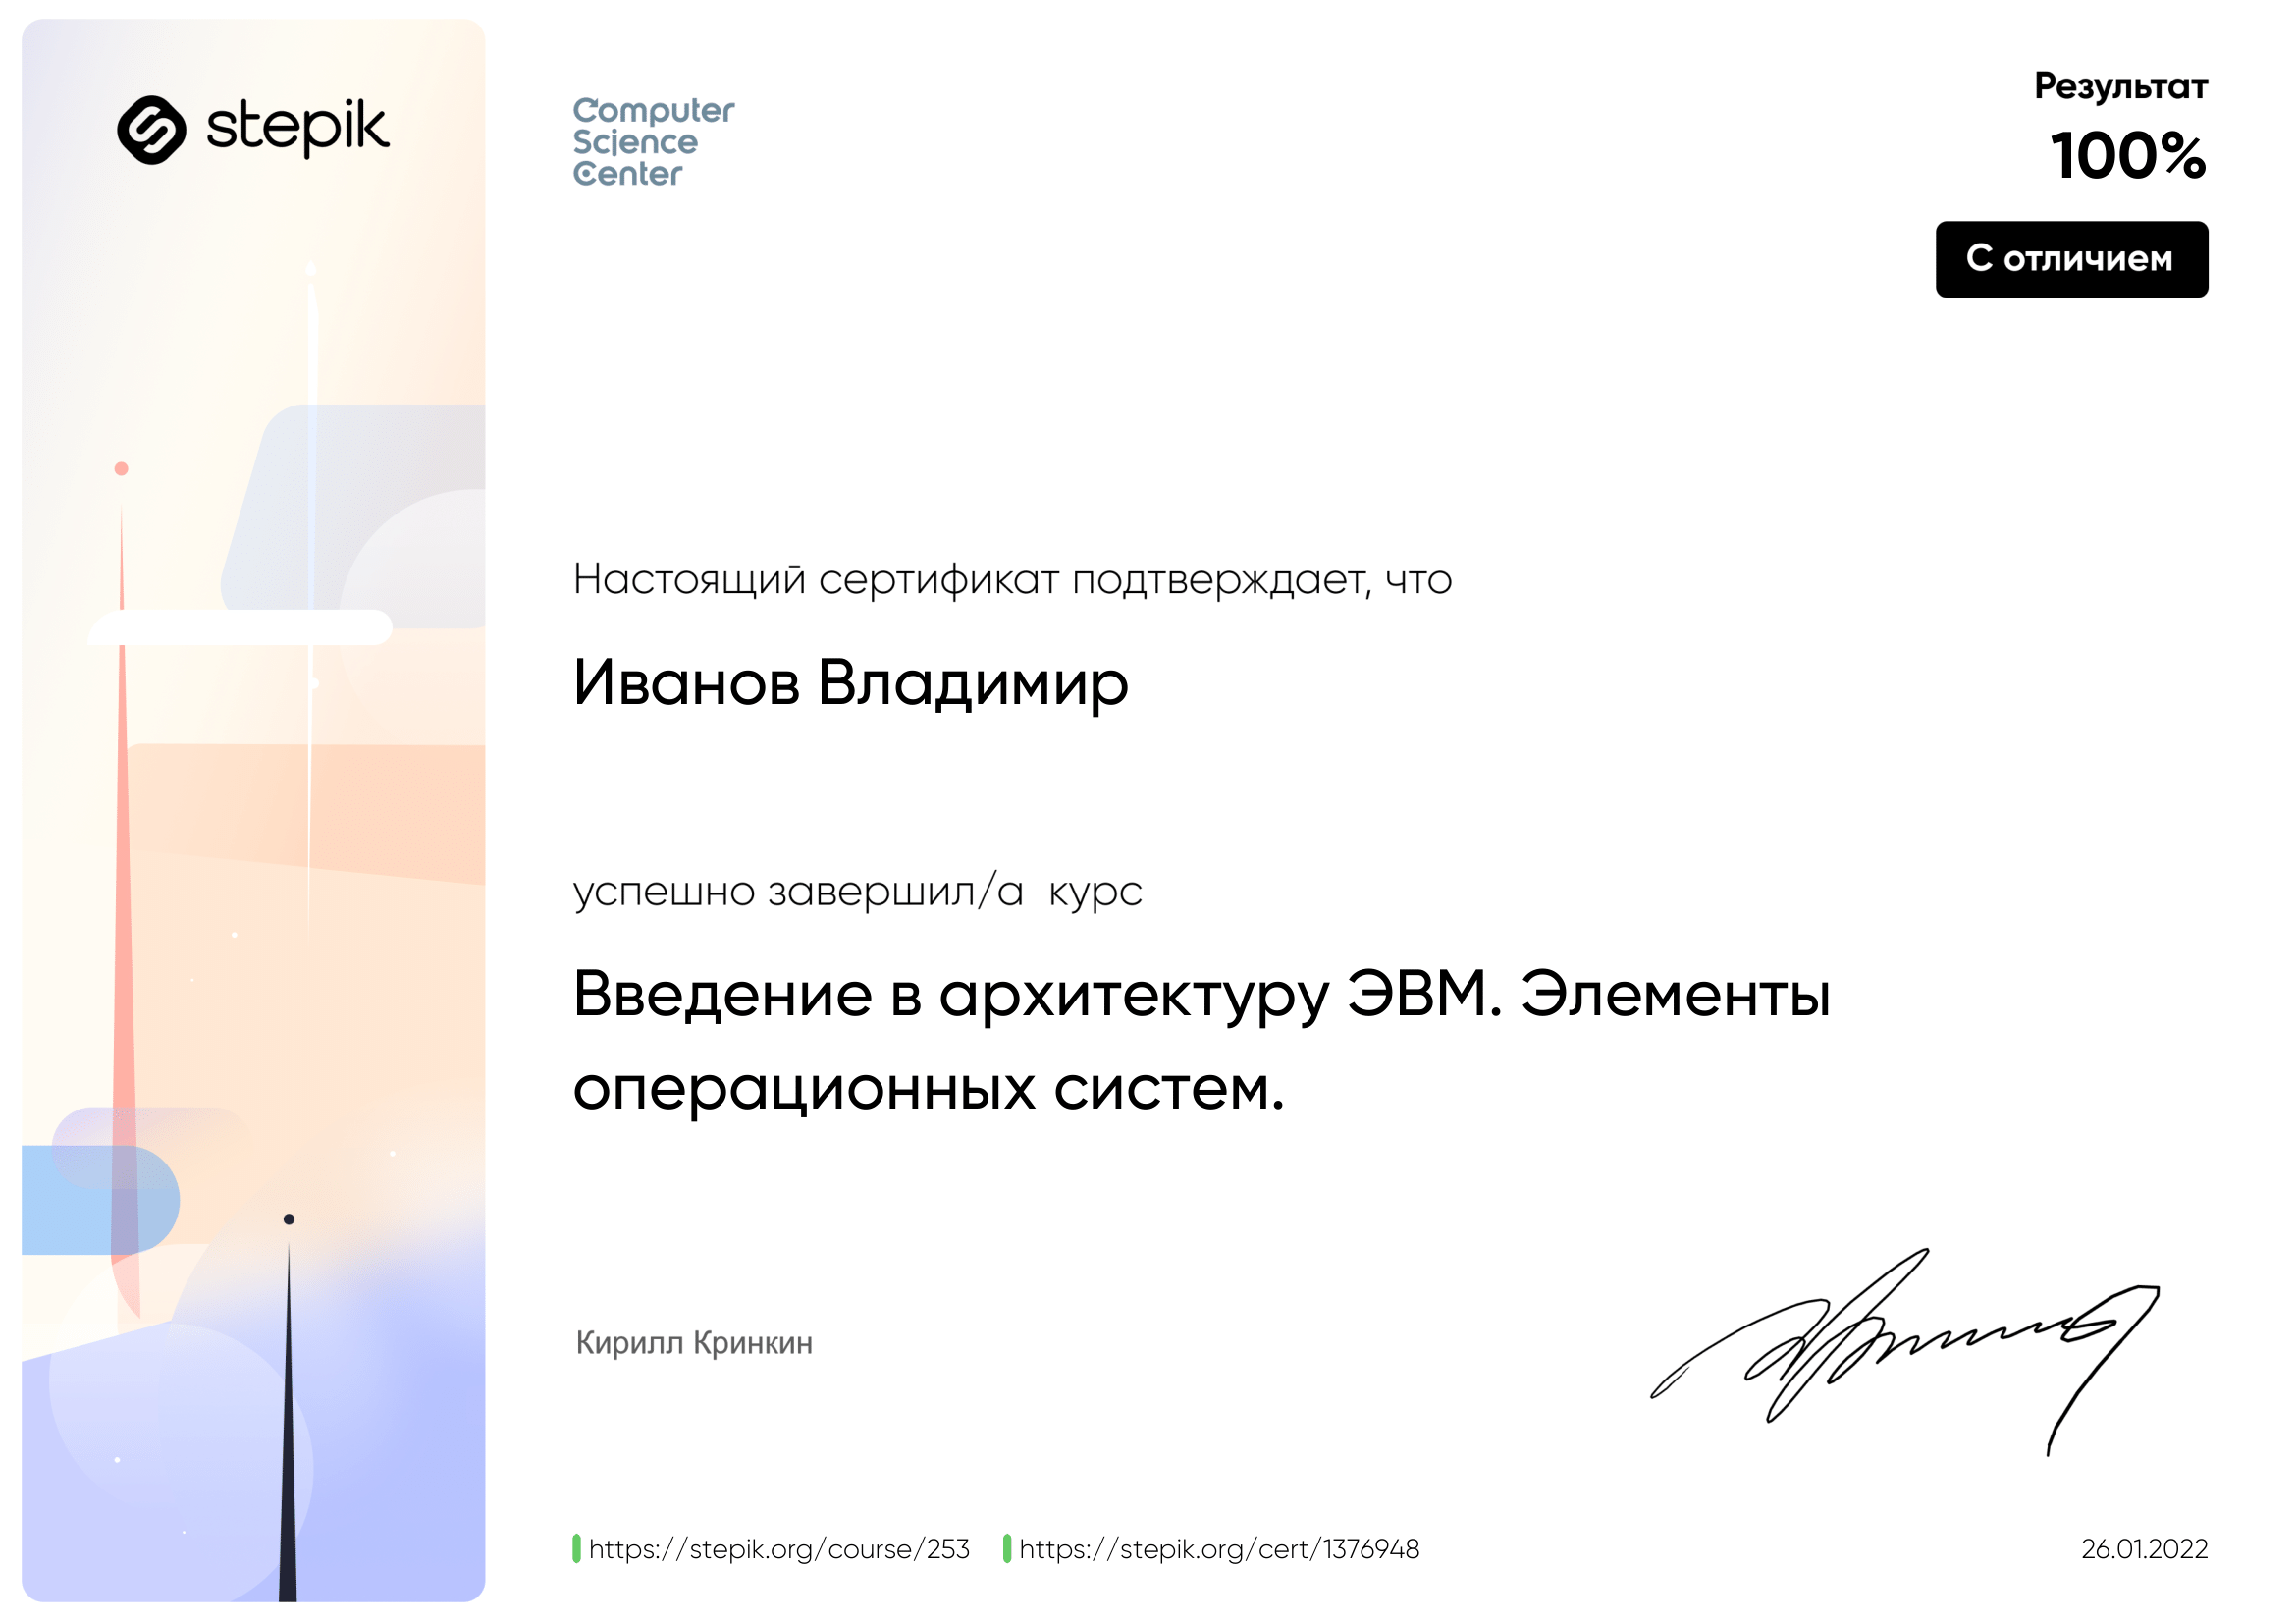 stepik
Computer
Science
Center
Результат
100%
С отличием
Настоящий сертификат подтверждает, что
Иванов Владимир
успешно завершил/а курс
Введение в архитектуру ЭВМ. Элементы
операционных систем.
Кирилл Кринкин
https://stepik.org/course/253 https://stepik.org/cert/1376948
26.01.2022